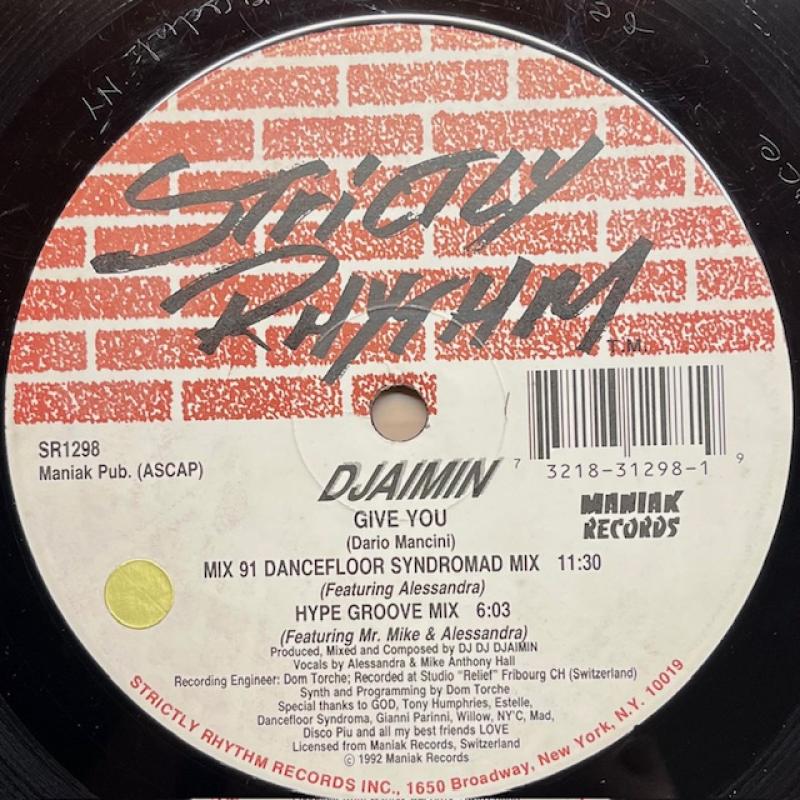 STRICTLY
RHYTHM
T.M.
SR1298
Maniak Pub. (ASCAP)
7 3218-31298-1 9
DJAIMIN
MANIAK
RECORDS
GIVE YOU
(Dario Mancini)
MIX 91 DANCEFLOOR SYNDROMAD MIX 11:30
(Featuring Alessandra)
HYPE GROOVE MIX 6:03
(Featuring Mr. Mike & Alessandra)
Produced, Mixed and Composed by DJ DJ DJAIMIN
Vocals by Alessandra & Mike Anthony Hall
Recording Engineer: Dom Torche; Recorded at Studio "Relief" Fribourg CH (Switzerland)
Synth and Programming by Dom Torche
Special thanks to GOD, Tony Humphries, Estelle,
Dancefloor Syndroma, Gianni Parinni, Willow, NY'C, Mad,
Disco Piu and all my best friends LOVE
Licensed from Maniak Records, Switzerland
© 1992 Maniak Records
STRICTLY RHYTHM RECORDS INC., 1650 Broadway, New York, N.Y. 10019
NY